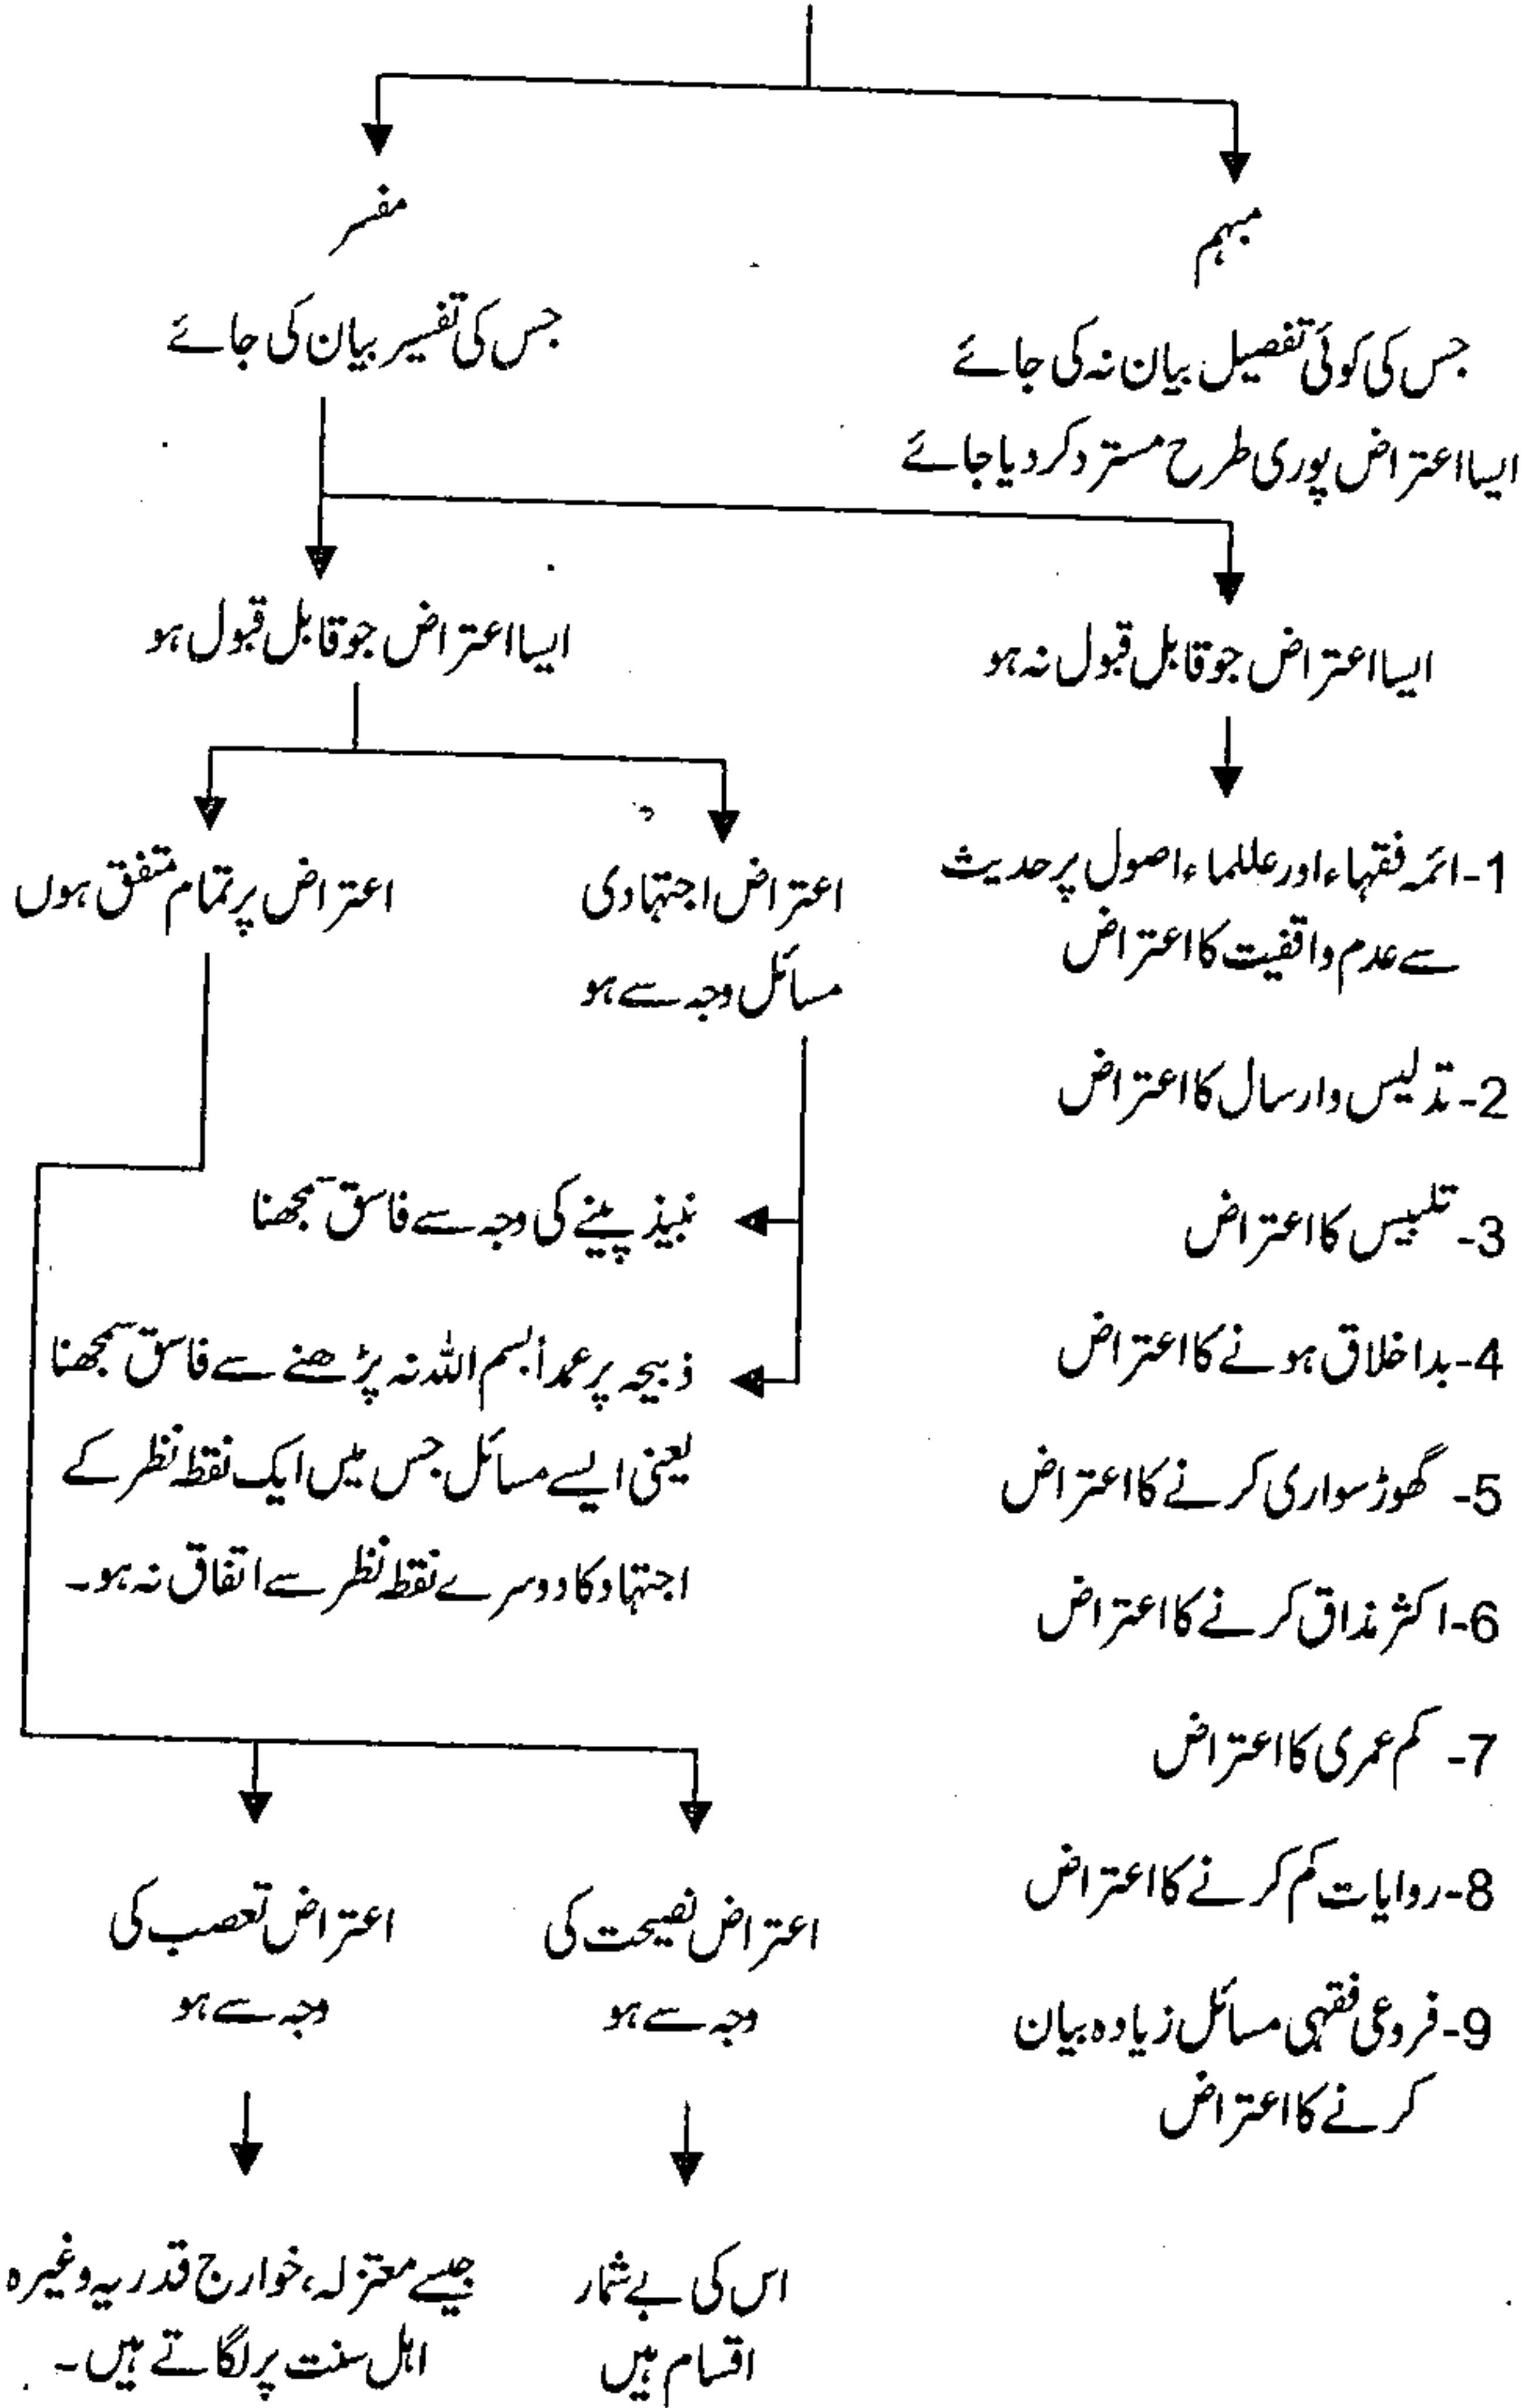 مبہم
جس کی کوئی تفصیل بیان نہ کی جائے
ایسا اعتراض پوری طرح مسترد کر دیا جائے
مفسر
جس کی تفسیر بیان کی جائے
ایسا اعتراض جو قابل قبول نہ ہو
1-ائمہ فقہاء اور عللماء اصول پر حدیث
سے عدم واقفیت کا اعتراض
2- تدلیس وارسال کا اعتراض
3- تلبیس کا اعتراض
4-بداخلاق ہونے کا اعتراض
5- گھوڑ سواری کرنے کا اعتراض
6-اکثر مذاق کرنے کا اعتراض
7- کم عمری کا اعتراض
8-روایات کم کرنے کا اعتراض
9-فروعی فقہی مسائل زیادہ بیان
کرنے کا اعتراض
ایسا اعتراض جو قابل قبول ہو
اعتراض اجتہادی
مسائل وجہ سے ہو
نبیذ پینے کی وجہ سے فاسق سمجھنا
ذبیحہ پر عمداً بسم اللہ نہ پڑھنے سے فاسق سمجھنا
یعنی ایسے مسائل جس میں ایک نقطہ نظر کے
اجتہاد کا دوسرے نقطہ نظر سے اتفاق نہ ہو۔
اعتراض پر تمام متفق ہوں
اعتراض نصیحت کی
وجہ سے ہو
اس کی بے شمار
اقسام ہیں
اعتراض تعصب کی
وجہ سے ہو
جیسے معتزلہ، خوارج قدریہ وغیرہ
اھل سنت پر لگاتے ہیں۔